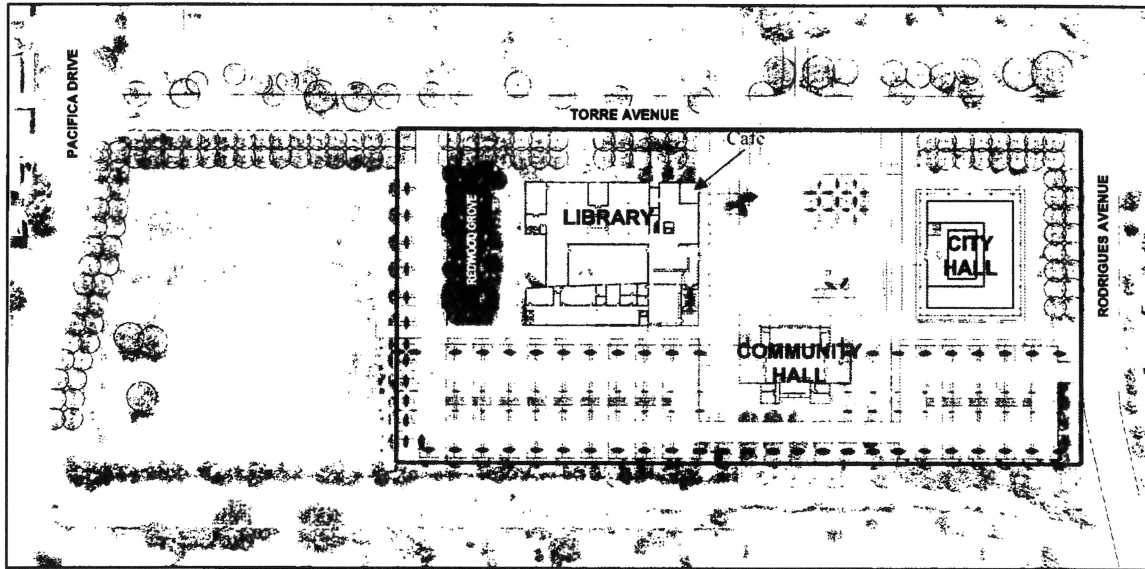 PACIFICA DRIVE
TORRE AVENUE
Cafe
REDWOOD GROVE
LIBRARY
CITY
HALL
RODRIGUES AVENUE
COMMUNITY
HALL